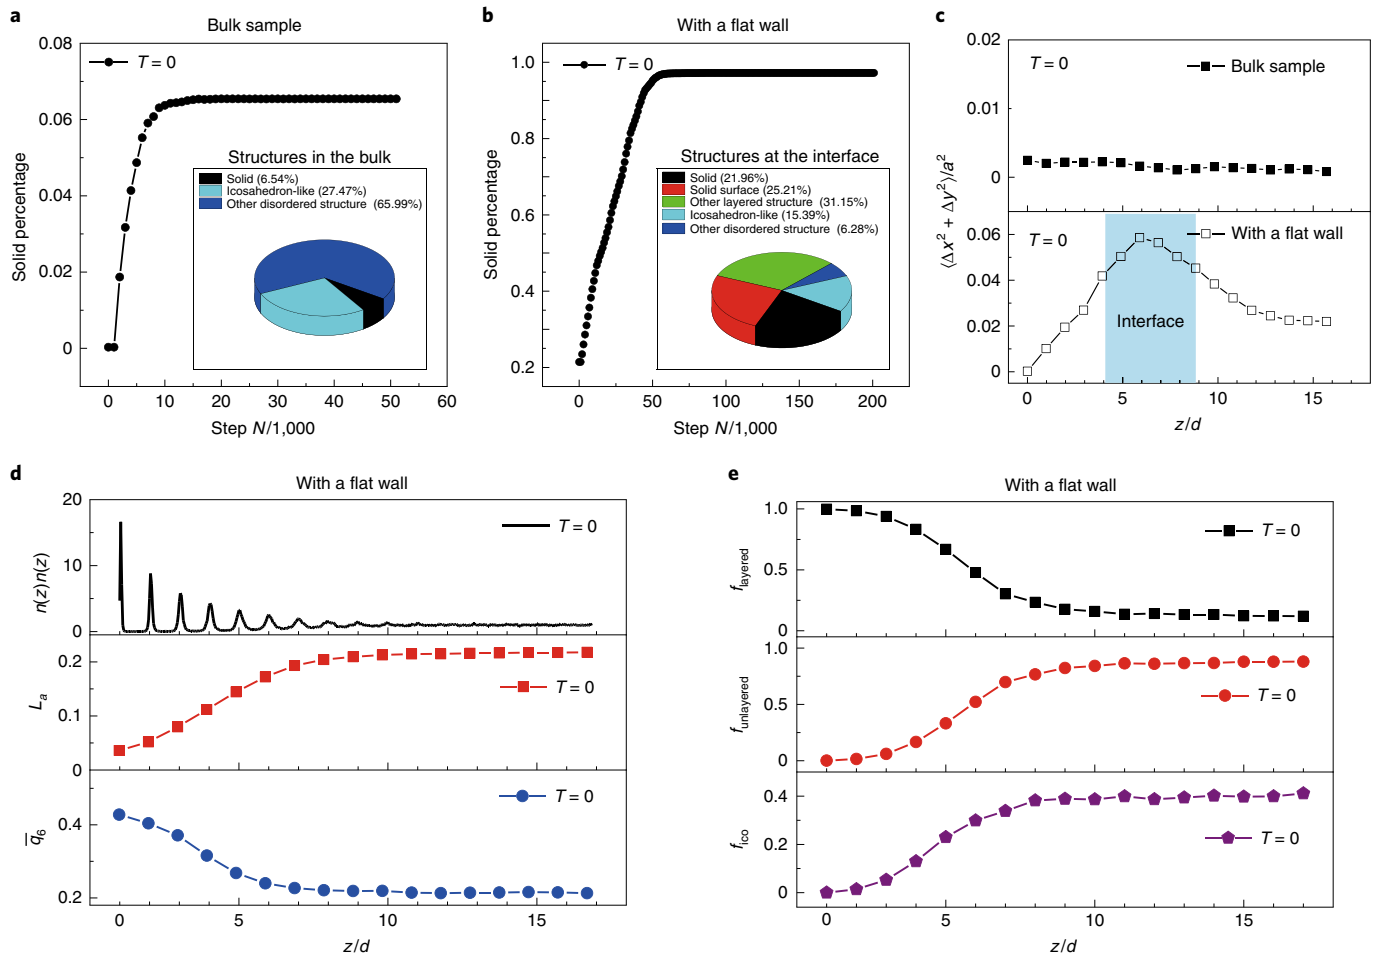 a
Bulk sample
0.08
0.06
0.04
0.02
0
Solid percentage
T = 0
Structures in the bulk
Solid (6.54%)
Icosahedron-like (27.47%)
Other disordered structure (65.99%)
0 10 20 30 40 50 60
Step N/1,000
b
With a flat wall
1.0
0.8
0.6
0.4
0.2
Solid percentage
T = 0
Structures at the interface
Solid (21.96%)
Solid surface (25.21%)
Other layered structure (31.15%)
Icosahedron-like (15.39%)
Other disordered structure (6.28%)
0 50 100 150 200
Step N/1,000
c
0.02
0.01
0
0.06
0.04
0.02
0
⟨Δx² + Δy²⟩/a²
T = 0
Bulk sample
T = 0
With a flat wall
Interface
0 5 10 15
z/d
d
With a flat wall
20
10
0
n(z)n(z)
T = 0
0.2
0.1
0
Lₐ
T = 0
0.4
0.2
q̅₆
T = 0
0 5 10 15
z/d
e
With a flat wall
1.0
0.5
0
f_layered
T = 0
1.0
0.5
0
f_unlayered
T = 0
0.4
0.2
0
f_ico
T = 0
0 5 10 15
z/d